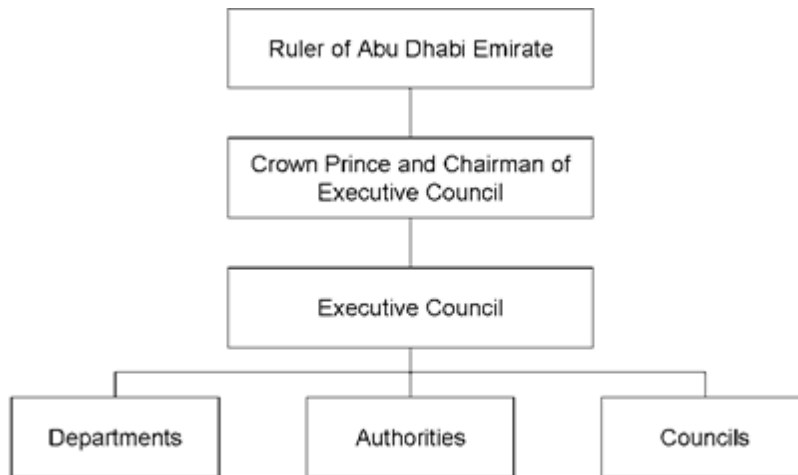 Ruler of Abu Dhabi Emirate
Crown Prince and Chairman of
Executive Council
Executive Council
Departments
Authorities
Councils